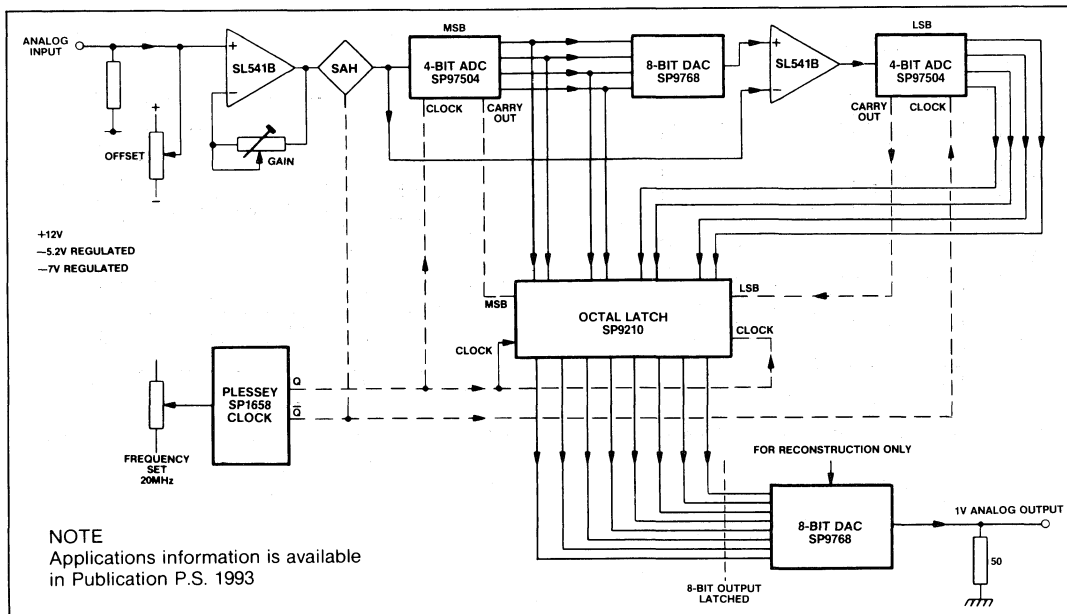 ANALOG
INPUT
+
-
SL541B
OFFSET
+
—
GAIN
SAH
MSB
4-BIT ADC
SP97504
CLOCK
CARRY
OUT
8-BIT DAC
SP9768
+
-
SL541B
LSB
4-BIT ADC
SP97504
CARRY
OUT
CLOCK
+12V
—5.2V REGULATED
—7V REGULATED
MSB
OCTAL LATCH
SP9210
LSB
CLOCK
CLOCK
PLESSEY
SP1658
CLOCK
Q
Q̅
FREQUENCY
SET
20MHz
FOR RECONSTRUCTION ONLY
8-BIT DAC
SP9768
1V ANALOG OUTPUT
50
8-BIT OUTPUT
LATCHED
NOTE
Applications information is available
in Publication P.S. 1993